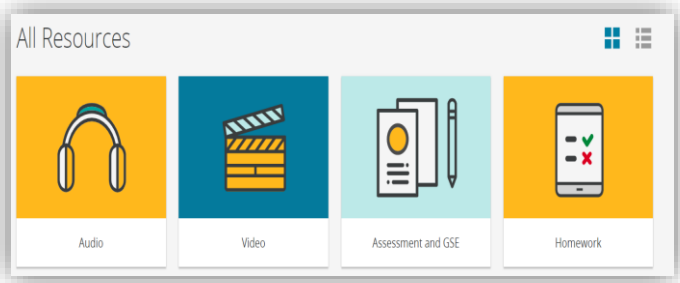 All Resources
Audio
Video
Assessment and GSE
Homework